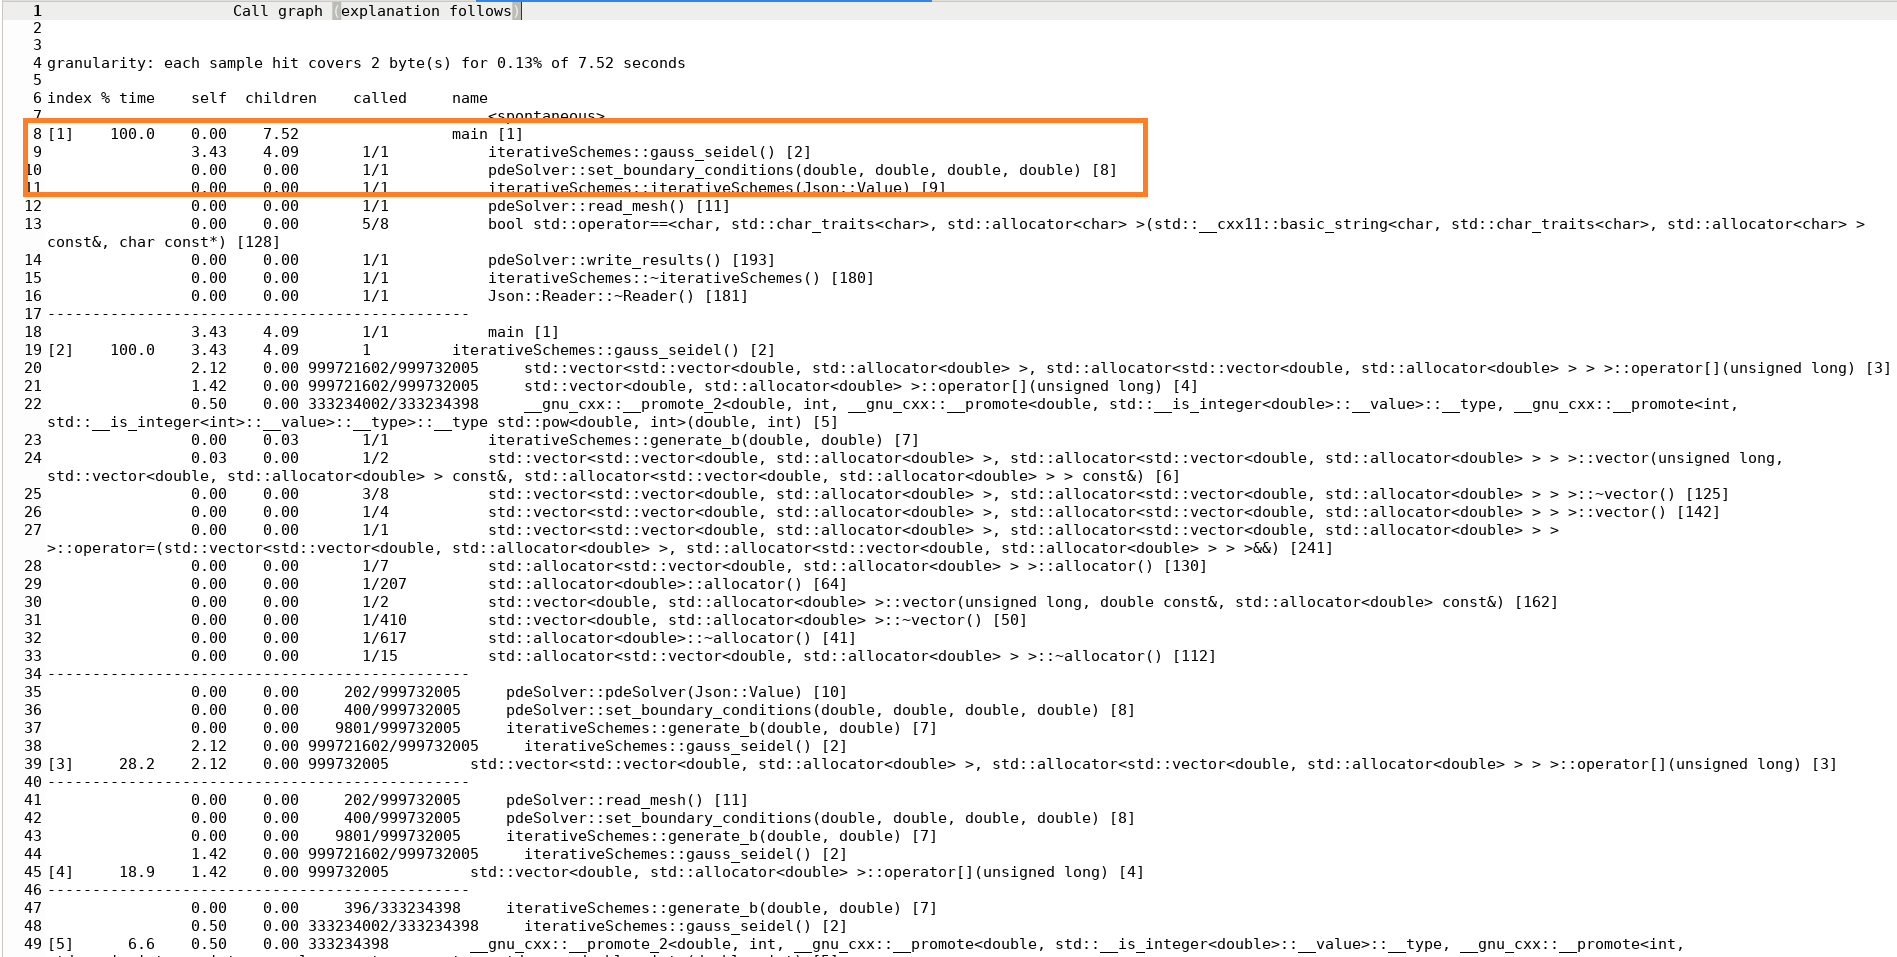 1                     Call graph (explanation follows)
2
3
4 granularity: each sample hit covers 2 byte(s) for 0.13% of 7.52 seconds
5
6 index % time    self  children    called     name
7                                                 <spontaneous>
8 [1]    100.0    0.00    7.52                 main [1]
9                3.43    4.09       1/1           iterativeSchemes::gauss_seidel() [2]
10                0.00    0.00       1/1           pdeSolver::set_boundary_conditions(double, double, double, double) [8]
11                0.00    0.00       1/1           iterativeSchemes::iterativeSchemes(Json::Value) [9]
12                0.00    0.00       1/1           pdeSolver::read_mesh() [11]
13                0.00    0.00       5/8           bool std::operator==<char, std::char_traits<char>, std::allocator<char> >(std::__cxx11::basic_string<char, std::char_traits<char>, std::allocator<char> >
const&, char const*) [128]
14                0.00    0.00       1/1           pdeSolver::write_results() [193]
15                0.00    0.00       1/1           iterativeSchemes::~iterativeSchemes() [180]
16                0.00    0.00       1/1           Json::Reader::~Reader() [181]
17 -----------------------------------------------
18                3.43    4.09       1/1           main [1]
19 [2]    100.0    3.43    4.09       1         iterativeSchemes::gauss_seidel() [2]
20                2.12    0.00 999721602/999732005     std::vector<std::vector<double, std::allocator<double> >, std::allocator<std::vector<double, std::allocator<double> > > >::operator[](unsigned long) [3]
21                1.42    0.00 999721602/999732005     std::vector<double, std::allocator<double> >::operator[](unsigned long) [4]
22                0.50    0.00 333234002/333234398     __gnu_cxx::__promote_2<double, int, __gnu_cxx::__promote<double, std::__is_integer<double>::__value>::__type, __gnu_cxx::__promote<int,
std::__is_integer<int>::__value>::__type>::__type std::pow<double, int>(double, int) [5]
23                0.00    0.03       1/1           iterativeSchemes::generate_b(double, double) [7]
24                0.03    0.00       1/2           std::vector<std::vector<double, std::allocator<double> >, std::allocator<std::vector<double, std::allocator<double> > > >::vector(unsigned long,
std::vector<double, std::allocator<double> > const&, std::allocator<std::vector<double, std::allocator<double> > > const&) [6]
25                0.00    0.00       3/8           std::vector<std::vector<double, std::allocator<double> >, std::allocator<std::vector<double, std::allocator<double> > > >::~vector() [125]
26                0.00    0.00       1/4           std::vector<std::vector<double, std::allocator<double> >, std::allocator<std::vector<double, std::allocator<double> > > >::vector() [142]
27                0.00    0.00       1/1           std::vector<std::vector<double, std::allocator<double> >, std::allocator<std::vector<double, std::allocator<double> > >
>::operator=(std::vector<std::vector<double, std::allocator<double> >, std::allocator<std::vector<double, std::allocator<double> > > >&&) [241]
28                0.00    0.00       1/7           std::allocator<std::vector<double, std::allocator<double> > >::allocator() [130]
29                0.00    0.00       1/207         std::allocator<double>::allocator() [64]
30                0.00    0.00       1/2           std::vector<double, std::allocator<double> >::vector(unsigned long, double const&, std::allocator<double> const&) [162]
31                0.00    0.00       1/410         std::vector<double, std::allocator<double> >::~vector() [50]
32                0.00    0.00       1/617         std::allocator<double>::~allocator() [41]
33                0.00    0.00       1/15          std::allocator<std::vector<double, std::allocator<double> > >::~allocator() [112]
34 -----------------------------------------------
35                0.00    0.00     202/999732005     pdeSolver::pdeSolver(Json::Value) [10]
36                0.00    0.00     400/999732005     pdeSolver::set_boundary_conditions(double, double, double, double) [8]
37                0.00    0.00    9801/999732005     iterativeSchemes::generate_b(double, double) [7]
38                2.12    0.00 999721602/999732005     iterativeSchemes::gauss_seidel() [2]
39 [3]     28.2    2.12    0.00 999732005         std::vector<std::vector<double, std::allocator<double> >, std::allocator<std::vector<double, std::allocator<double> > > >::operator[](unsigned long) [3]
40 -----------------------------------------------
41                0.00    0.00     202/999732005     pdeSolver::read_mesh() [11]
42                0.00    0.00     400/999732005     pdeSolver::set_boundary_conditions(double, double, double, double) [8]
43                0.00    0.00    9801/999732005     iterativeSchemes::generate_b(double, double) [7]
44                1.42    0.00 999721602/999732005     iterativeSchemes::gauss_seidel() [2]
45 [4]     18.9    1.42    0.00 999732005         std::vector<double, std::allocator<double> >::operator[](unsigned long) [4]
46 -----------------------------------------------
47                0.00    0.00     396/333234398     iterativeSchemes::generate_b(double, double) [7]
48                0.50    0.00 333234002/333234398     iterativeSchemes::gauss_seidel() [2]
49 [5]      6.6    0.50    0.00 333234398         __gnu_cxx::__promote_2<double, int, __gnu_cxx::__promote<double, std::__is_integer<double>::__value>::__type, __gnu_cxx::__promote<int,